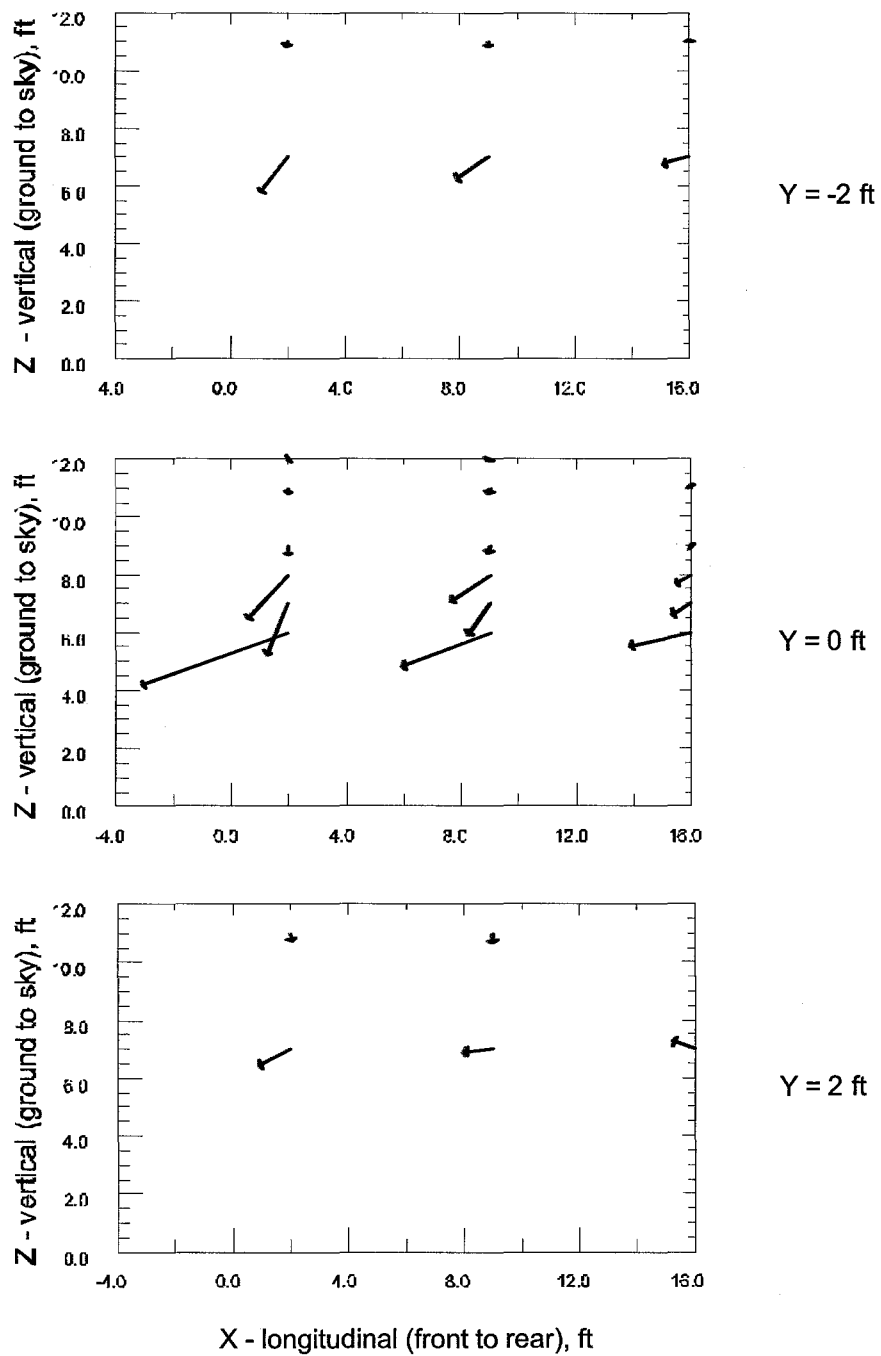 Z - vertical (ground to sky), ft
12.0
10.0
8.0
6.0
4.0
2.0
0.0
4.0 0.0 4.0 8.0 12.0 16.0
Y = -2 ft
Z - vertical (ground to sky), ft
12.0
10.0
8.0
6.0
4.0
2.0
0.0
-4.0 0.0 4.0 8.0 12.0 16.0
Y = 0 ft
Z - vertical (ground to sky), ft
12.0
10.0
8.0
6.0
4.0
2.0
0.0
-4.0 0.0 4.0 8.0 12.0 16.0
Y = 2 ft
X - longitudinal (front to rear), ft